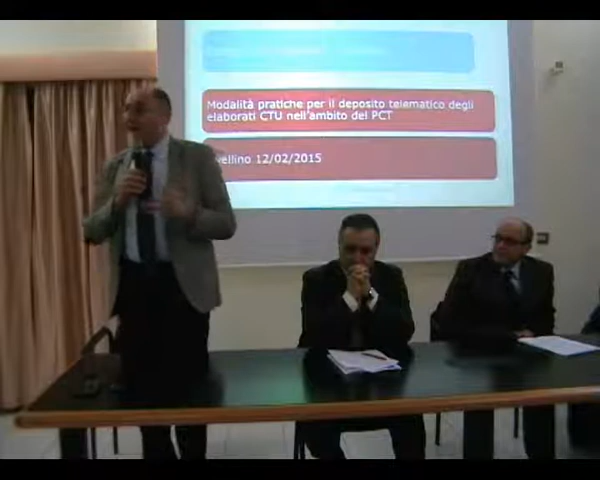 Modalità pratiche per il deposito telematico degli
elaborati CTU nell'ambito del PCT
vellino 12/02/2015